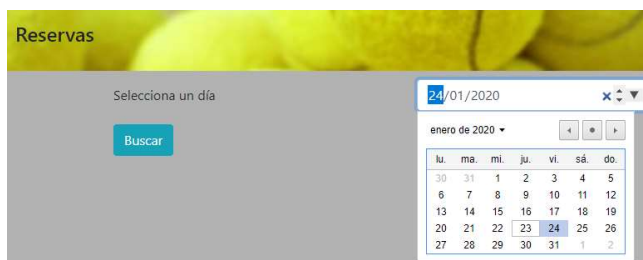 Reservas
Selecciona un día
24/01/2020
Buscar
enero de 2020
lu. ma. mi. ju. vi. sá. do.
30 31 1 2 3 4 5
6 7 8 9 10 11 12
13 14 15 16 17 18 19
20 21 22 23 24 25 26
27 28 29 30 31 1 2